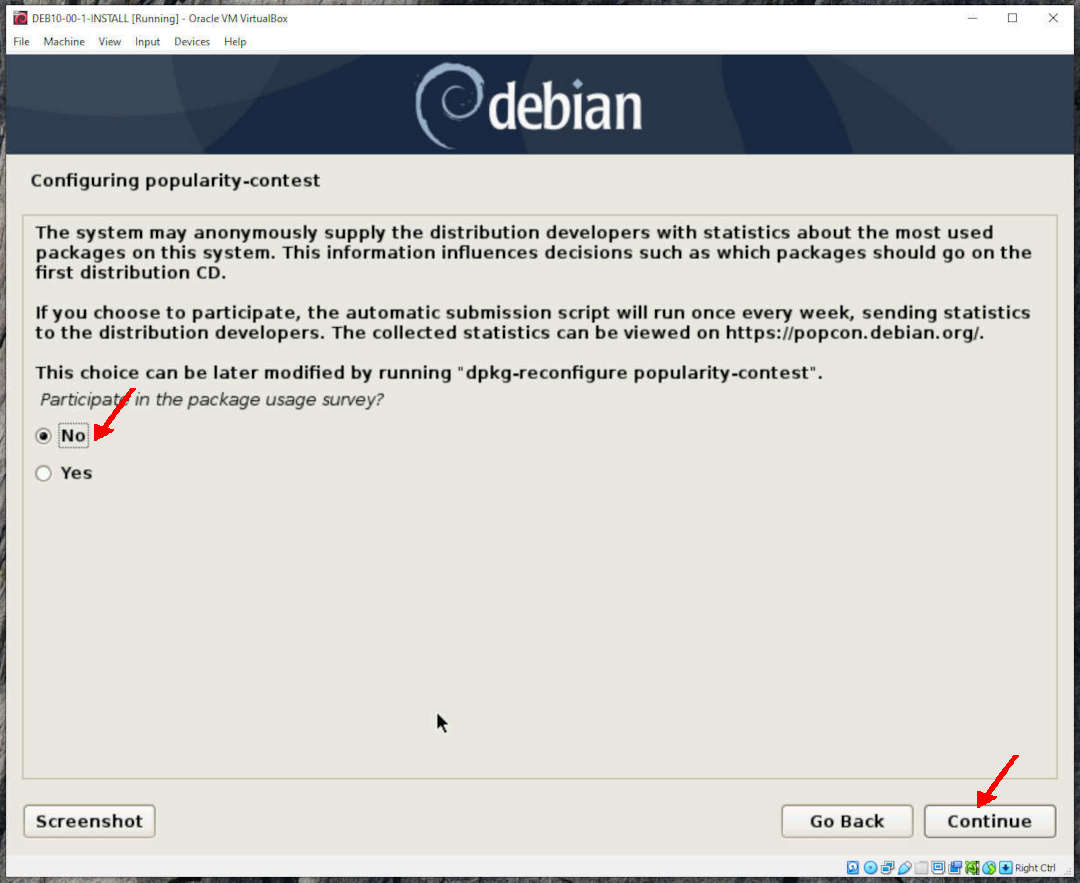 DEB10-00-1-INSTALL [Running] - Oracle VM VirtualBox
File Machine View Input Devices Help
debian
Configuring popularity-contest
The system may anonymously supply the distribution developers with statistics about the most used
packages on this system. This information influences decisions such as which packages should go on the
first distribution CD.
If you choose to participate, the automatic submission script will run once every week, sending statistics
to the distribution developers. The collected statistics can be viewed on https://popcon.debian.org/.
This choice can be later modified by running "dpkg-reconfigure popularity-contest".
Participate in the package usage survey?
No
Yes
Screenshot
Go Back
Continue
Right Ctrl